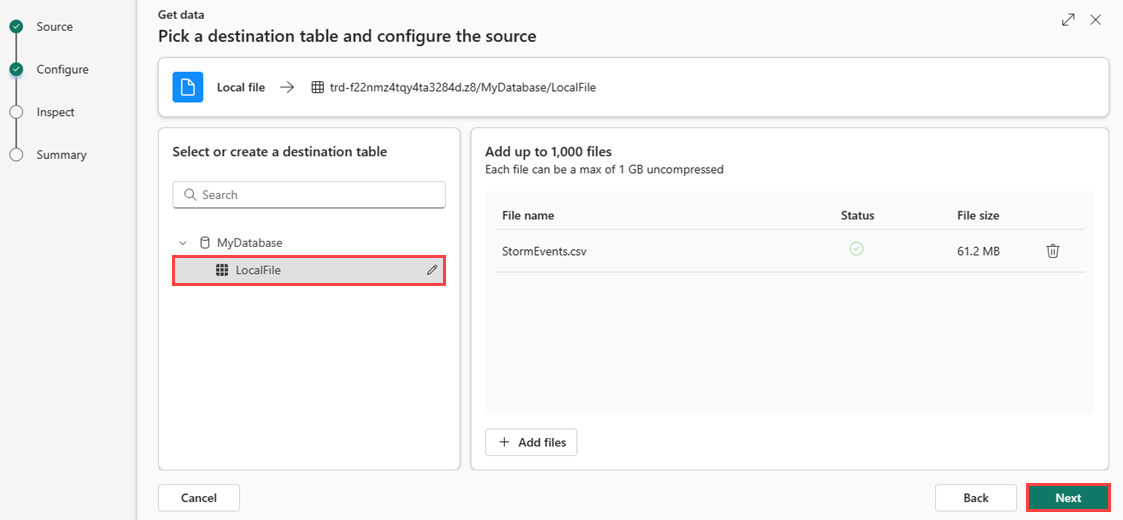 Source
Configure
Inspect
Summary
Get data
Pick a destination table and configure the source
Local file
trd-f22nmz4tqy4ta3284d.z8/MyDatabase/LocalFile
Select or create a destination table
Search
MyDatabase
LocalFile
Add up to 1,000 files
Each file can be a max of 1 GB uncompressed
File name Status File size
StormEvents.csv 61.2 MB
+ Add files
Cancel
Back
Next